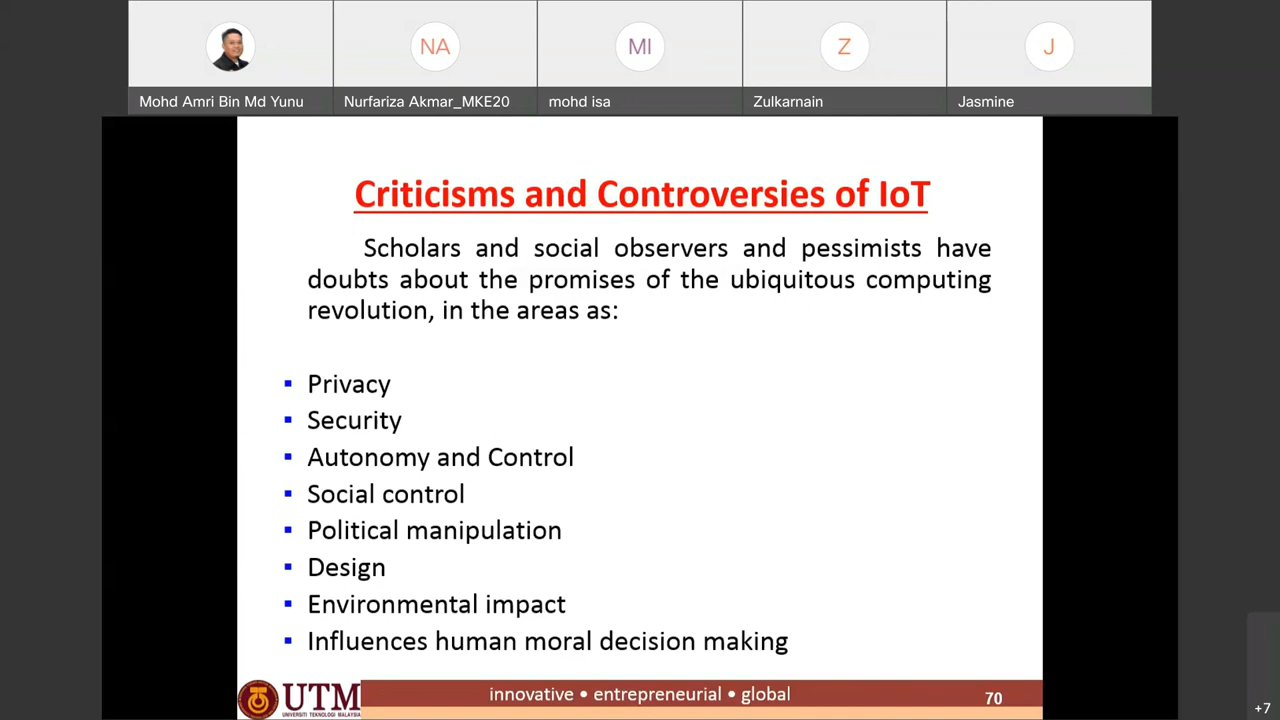 NA
MI
Z
J
Mohd Amri Bin Md Yunu
Nurfariza Akmar_MKE20
mohd isa
Zulkarnain
Jasmine
Criticisms and Controversies of IoT
Scholars and social observers and pessimists have
doubts about the promises of the ubiquitous computing
revolution, in the areas as:
Privacy
Security
Autonomy and Control
Social control
Political manipulation
Design
Environmental impact
Influences human moral decision making
UTM
UNIVERSITI TEKNOLOGI MALAYSIA
innovative • entrepreneurial • global
70
+7